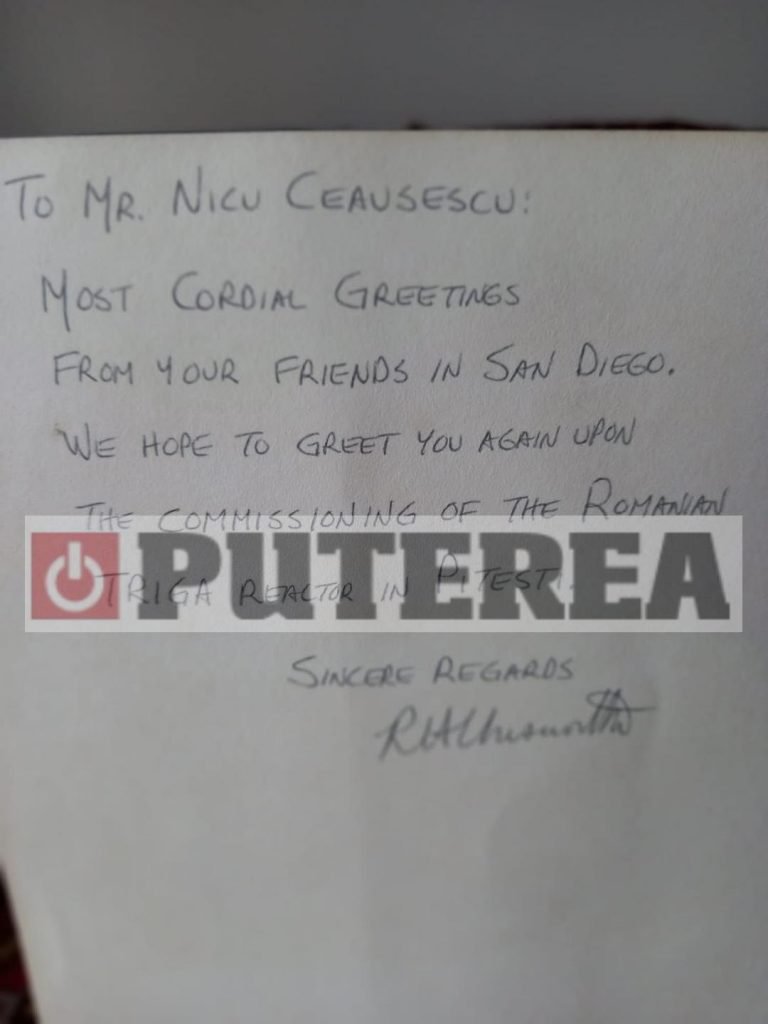 To Mr. Nicu Ceausescu:
Most Cordial Greetings
from your friends in San Diego.
We hope to greet you again upon
the commissioning of the Romanian
TRIGA reactor in Pitesti.
PUTEREA
Sincere Regards